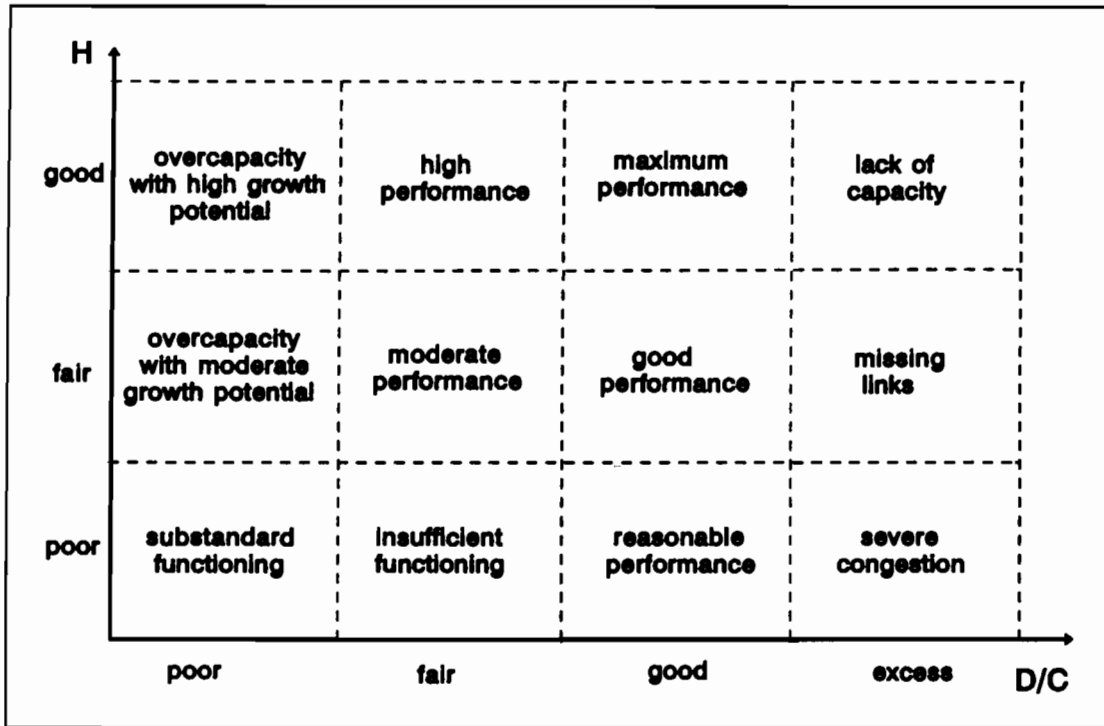 H
good
overcapacity
with high growth
potential
high
performance
maximum
performance
lack of
capacity
fair
overcapacity
with moderate
growth potential
moderate
performance
good
performance
missing
links
poor
substandard
functioning
insufficient
functioning
reasonable
performance
severe
congestion
poor
fair
good
excess
D/C